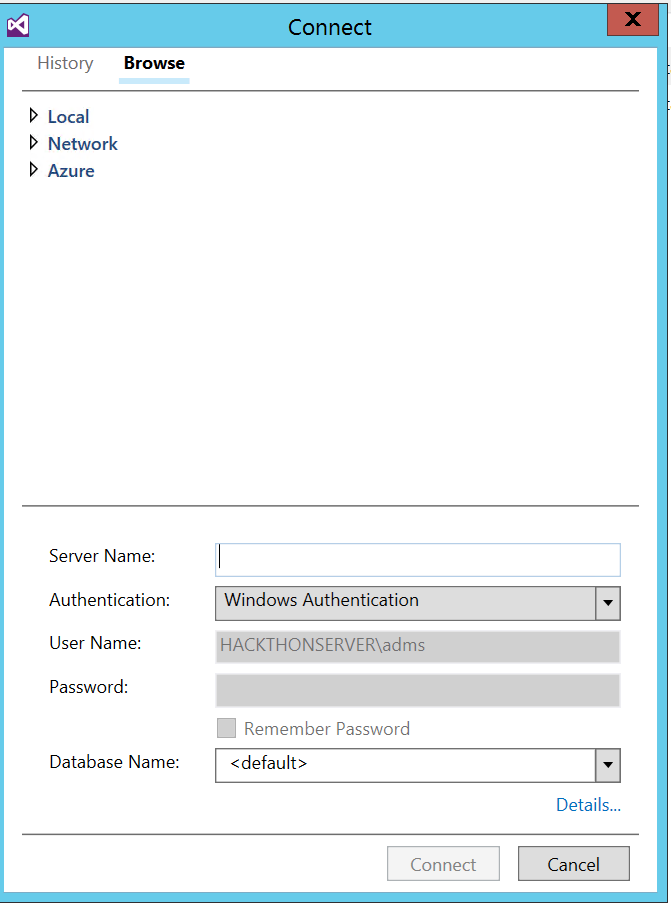 Connect
X
History Browse
Local
Network
Azure
Server Name:
Authentication: Windows Authentication
User Name: HACKTHONSERVER\adms
Password:
Remember Password
Database Name: <default>
Details...
Connect Cancel